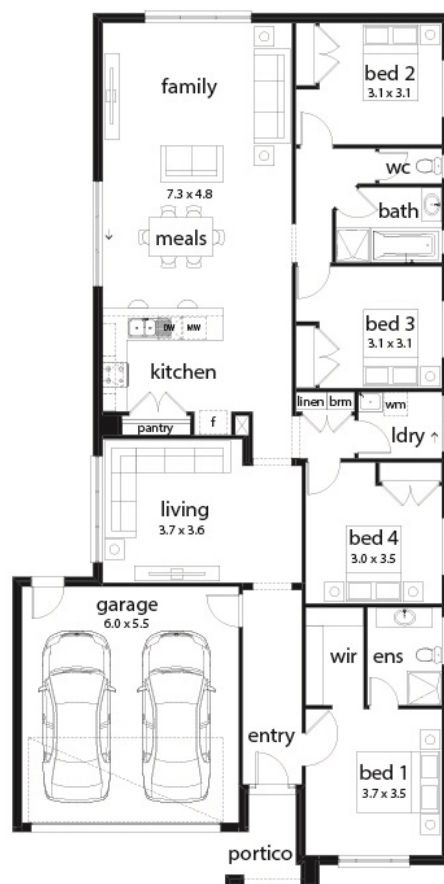 family
bed 2
3.1 x 3.1
wc
7.3 x 4.8
bath
meals
DW MW
bed 3
3.1 x 3.1
kitchen
linen brm
wm
pantry
f
ldry
living
3.7 x 3.6
bed 4
3.0 x 3.5
garage
6.0 x 5.5
wir
ens
entry
bed 1
3.7 x 3.5
portico